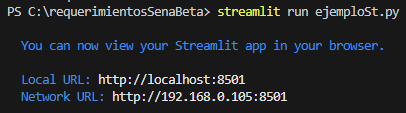 PS C:\requerimientosSenaBeta> streamlit run ejemploSt.py
You can now view your Streamlit app in your browser.
Local URL: http://localhost:8501
Network URL: http://192.168.0.105:8501